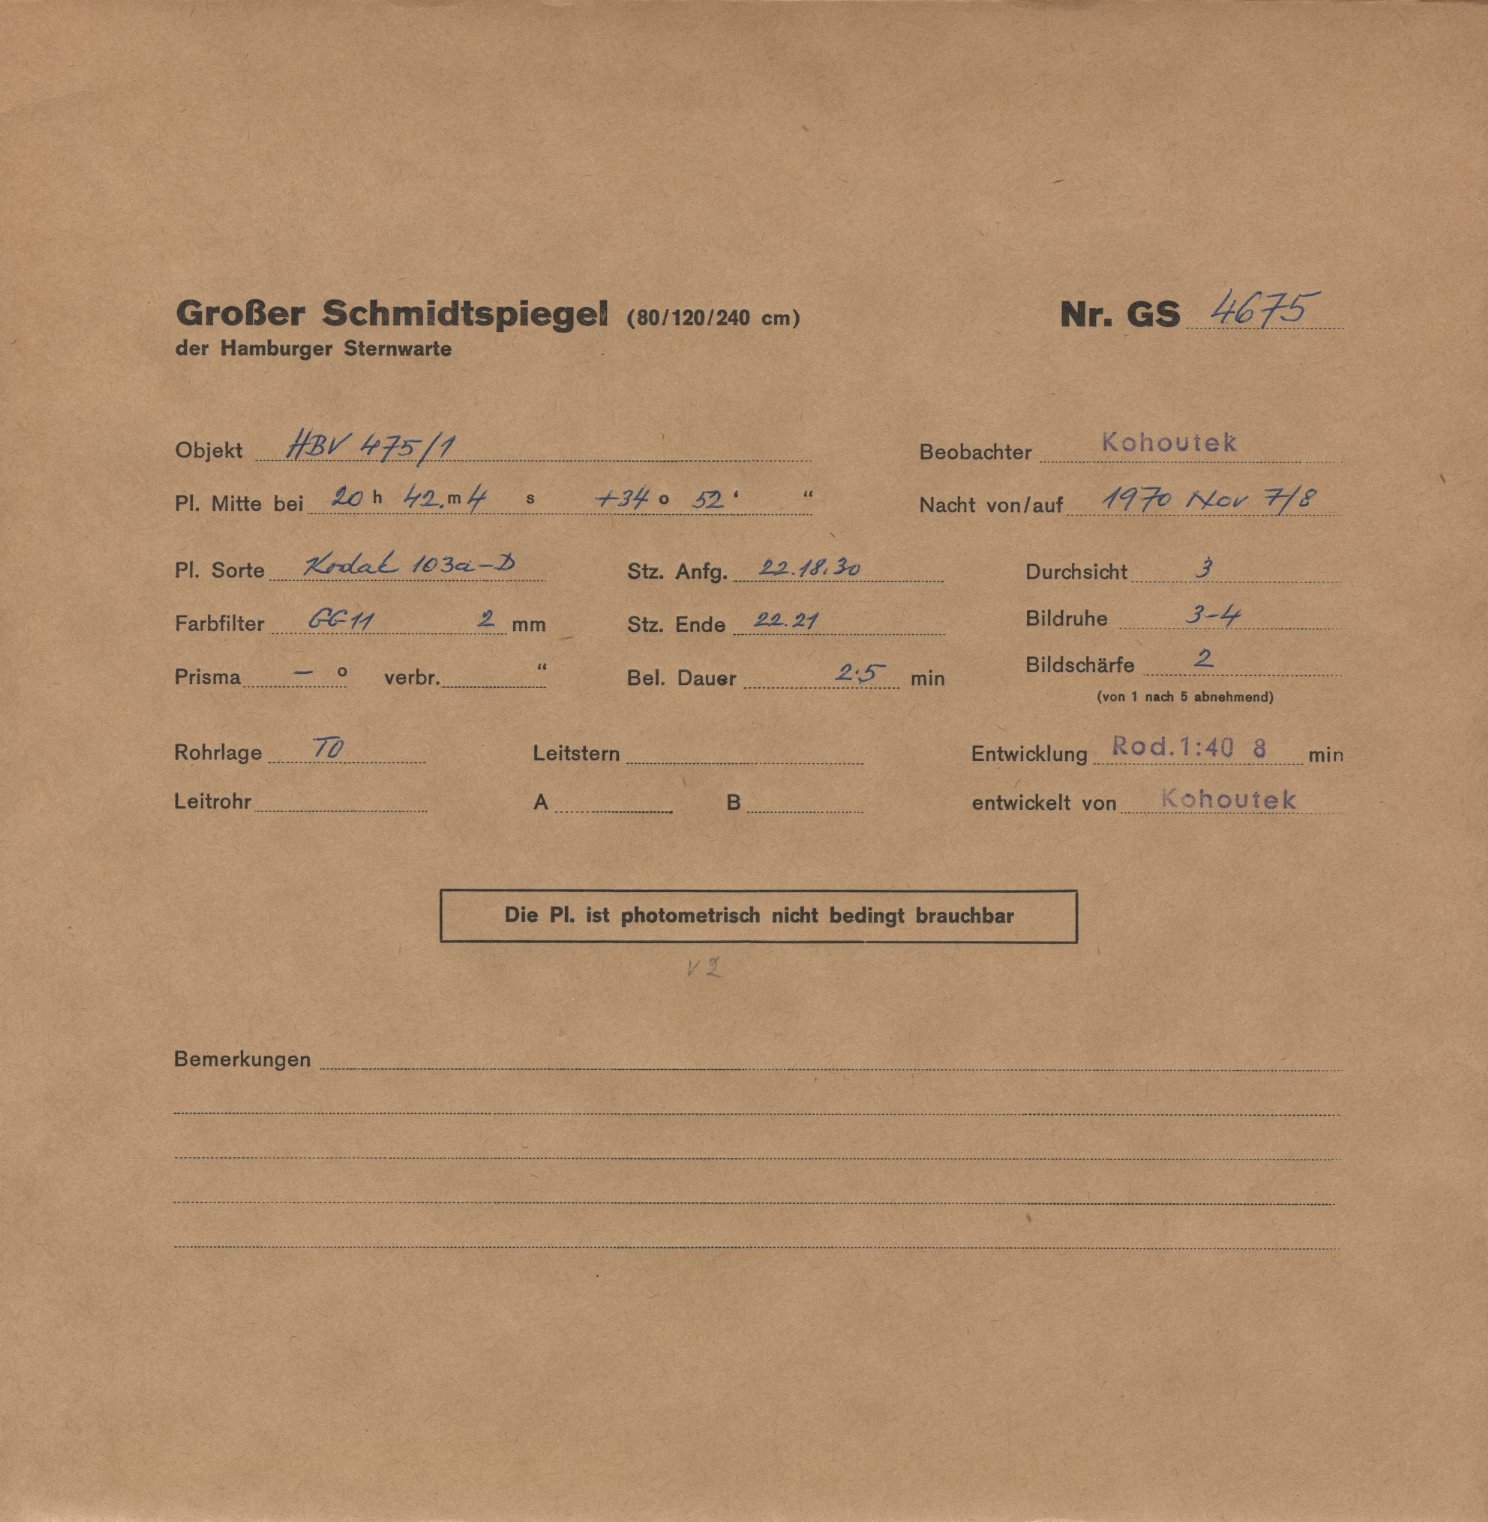 Großer Schmidtspiegel (80/120/240 cm) Nr. GS 4675
der Hamburger Sternwarte
Objekt HBV 475/1 Beobachter Kohoutek
Pl. Mitte bei 20 h 42. m 4 s +34 o 52 ‘ “ Nacht von/auf 1970 Nov 7/8
Pl. Sorte Kodak 103a-D Stz. Anfg. 22.18.30 Durchsicht 3
Farbfilter GG11 2 mm Stz. Ende 22.21 Bildruhe 3-4
Prisma — o verbr. “ Bel. Dauer 2.5 min Bildschärfe 2
(von 1 nach 5 abnehmend)
Rohrlage TO Leitstern Entwicklung Rod.1:40 8 min
Leitrohr A B entwickelt von Kohoutek
Die Pl. ist photometrisch nicht bedingt brauchbar
V 2
Bemerkungen